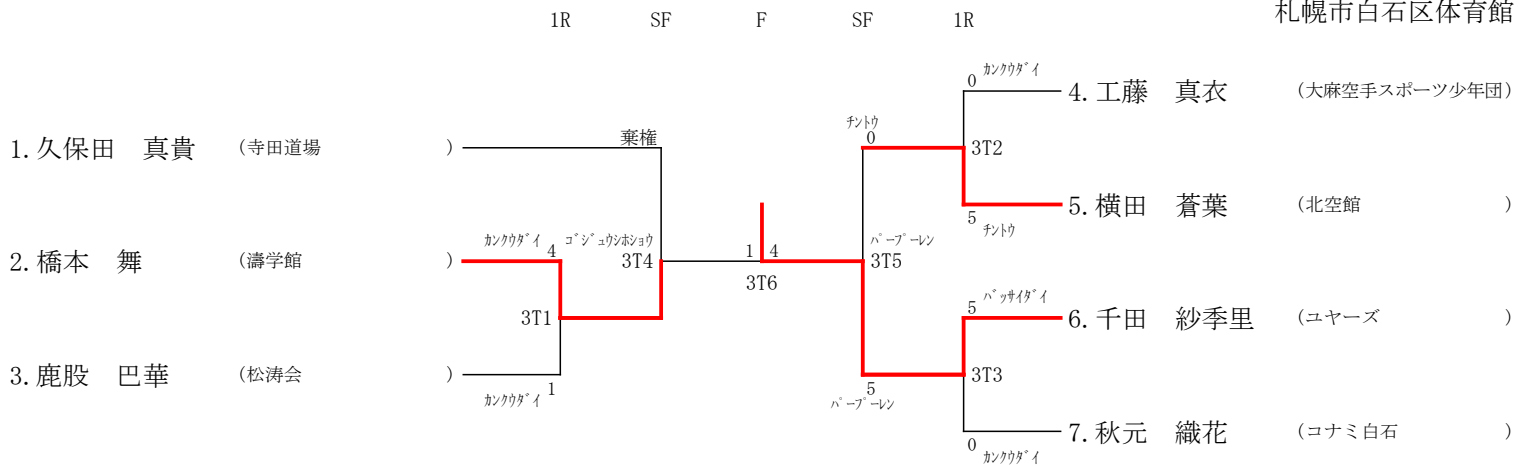 札幌市白石区体育館
1R SF F SF 1R
0 ｶﾝｸｳﾀﾞｲ
4. 工藤　真衣 (大麻空手スポーツ少年団)
1. 久保田　真貴 (寺田道場 ) 棄権
ﾁﾝﾄｳ
0
3T2
5. 横田　蒼葉 (北空館 )
5 ﾁﾝﾄｳ
2. 橋本　舞 (濤学館 )
ｶﾝｸｳﾀﾞｲ 4 ｺﾞｼﾞｭｳｼﾎｼｮｳ
3T4
1 4
3T6
ﾊﾟｰﾌﾟｰﾚﾝ
3T5
5 ﾊﾞｯｻｲﾀﾞｲ
6. 千田　紗季里 (ユヤーズ )
3T1
3. 鹿股　巴華 (松涛会 )
ｶﾝｸｳﾀﾞｲ 1
5
ﾊﾟｰﾌﾟｰﾚﾝ
3T3
7. 秋元　織花 (コナミ白石 )
0 ｶﾝｸｳﾀﾞｲ